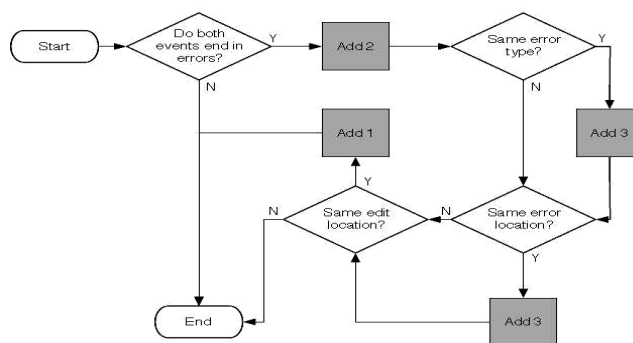 Start
Do both
events end in
errors?
Y
Add 2
Same error
type?
Y
N
N
Add 1
Add 3
Y
N
Same edit
location?
N
Same error
location?
Y
End
Add 3